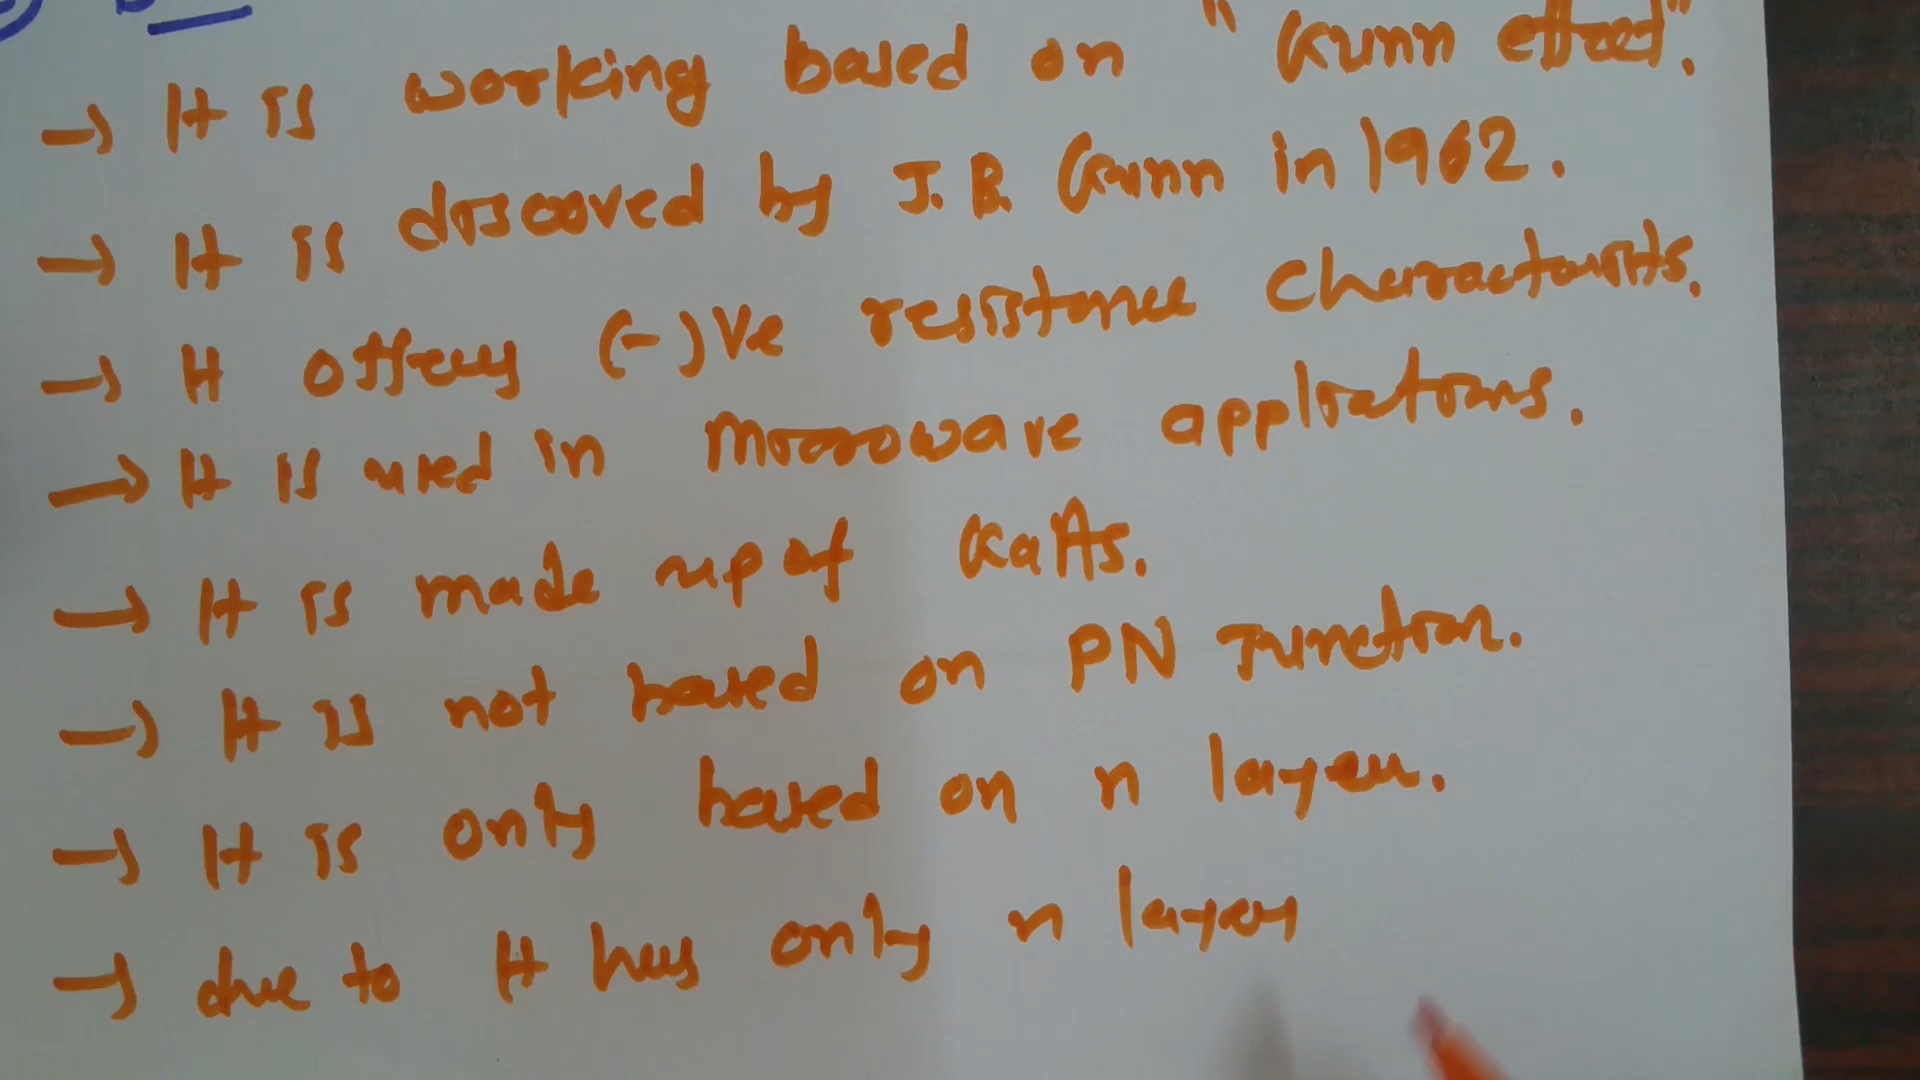 → It is working based on "Gunn effect".
→ It is discoverd by J.B. Gunn in 1962.
→ It offers (-)ve resistance characteristits.
→ It is used in Microwave applications.
→ It is made up of GaAs.
→ It is not based on PN Junction.
→ It is only based on n layer.
→ due to it has only n layer